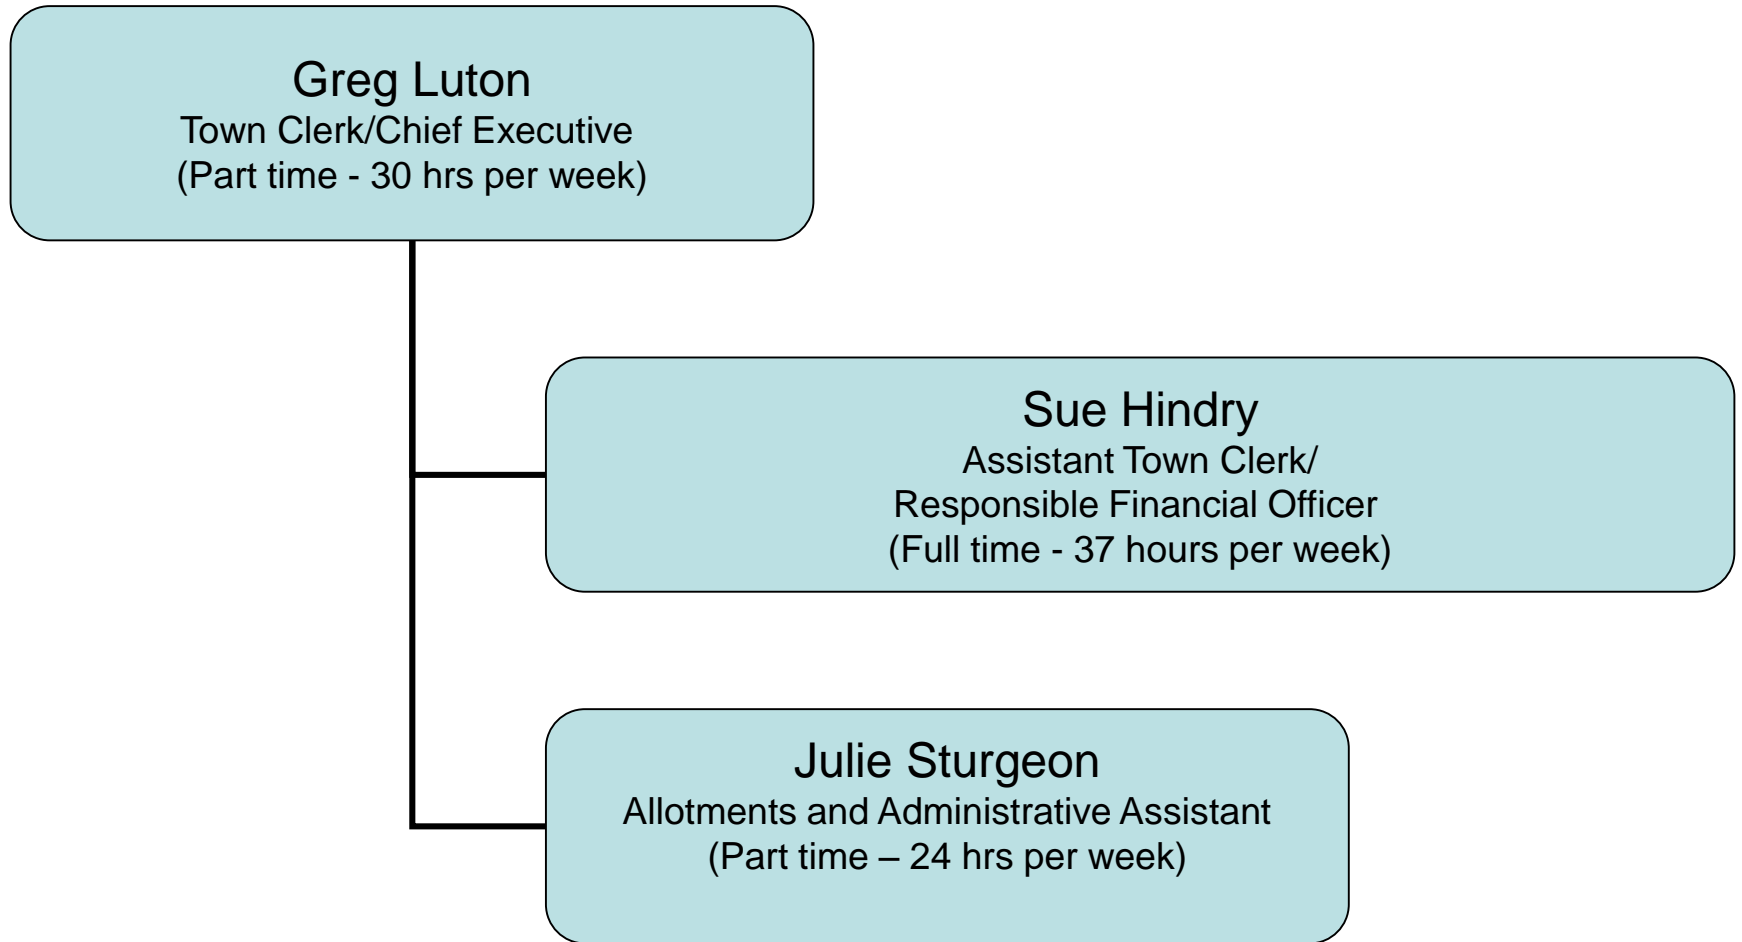 Greg Luton
Town Clerk/Chief Executive
(Part time - 30 hrs per week)
Sue Hindry
Assistant Town Clerk/
Responsible Financial Officer
(Full time - 37 hours per week)
Julie Sturgeon
Allotments and Administrative Assistant
(Part time – 24 hrs per week)